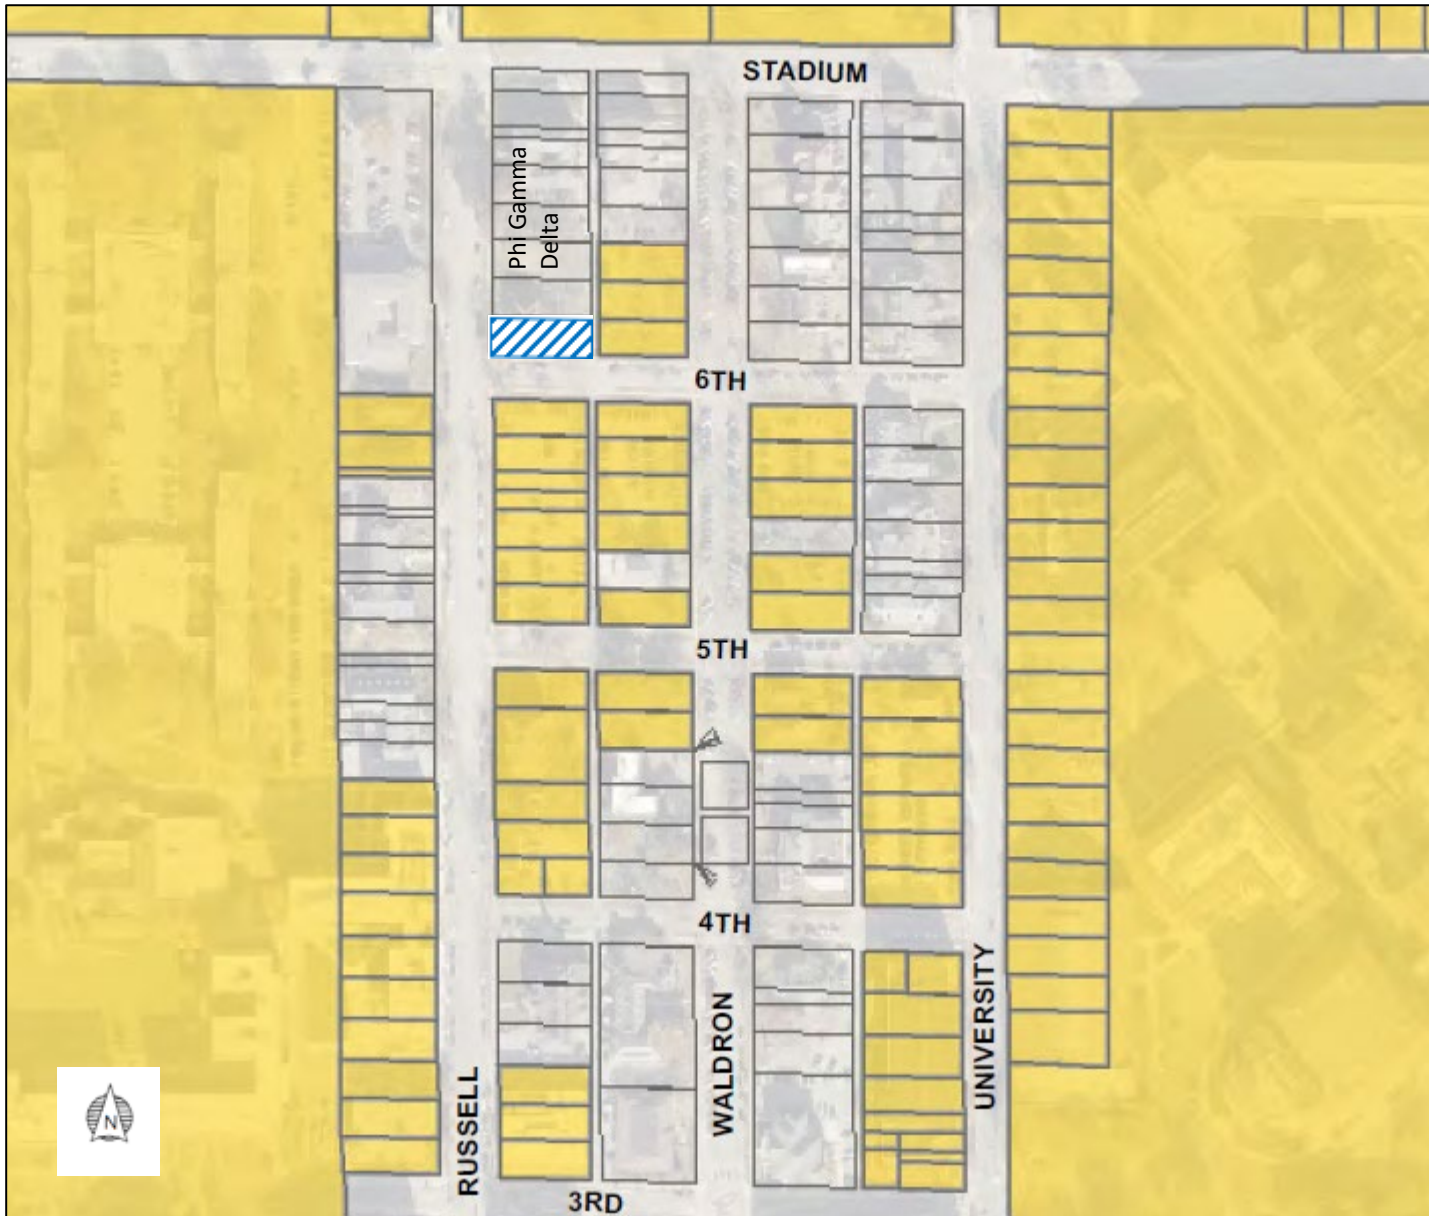 STADIUM
Phi Gamma
Delta
6TH
5TH
4TH
WALDRON
UNIVERSITY
RUSSELL
N
3RD